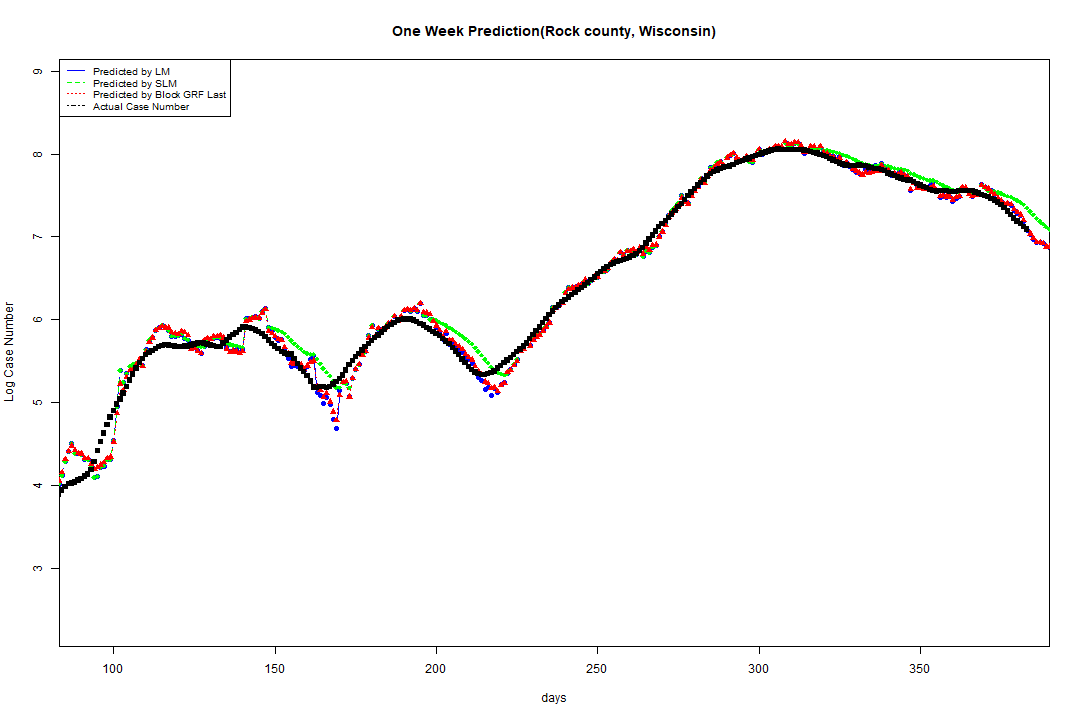 One Week Prediction(Rock county, Wisconsin)
Predicted by LM
Predicted by SLM
Predicted by Block GRF Last
Actual Case Number
9
8
7
6
5
4
3
Log Case Number
100 150 200 250 300 350
days